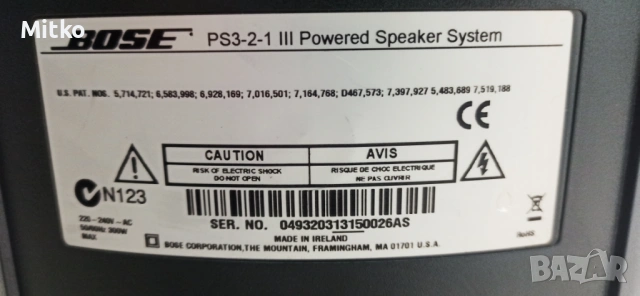 Mitko
BOSE PS3-2-1 III Powered Speaker System
U.S. PAT. NOS. 5,714,721; 6,583,998; 6,928,169; 7,016,501; 7,164,768; D467,573; 7,397,927 5,483,689 7,519,188
CE
CAUTION AVIS
RISK OF ELECTRIC SHOCK RISQUE DE CHOC ELECTRIQUE
DO NOT OPEN NE PAS OUVRIR
N123
220 - 240V ~ AC
50/60Hz 300W
MAX
SER. NO. 049320313150026AS
MADE IN IRELAND
BOSE CORPORATION, THE MOUNTAIN, FRAMINGHAM, MA 01701 U.S.A.
RoHS
BAZAR